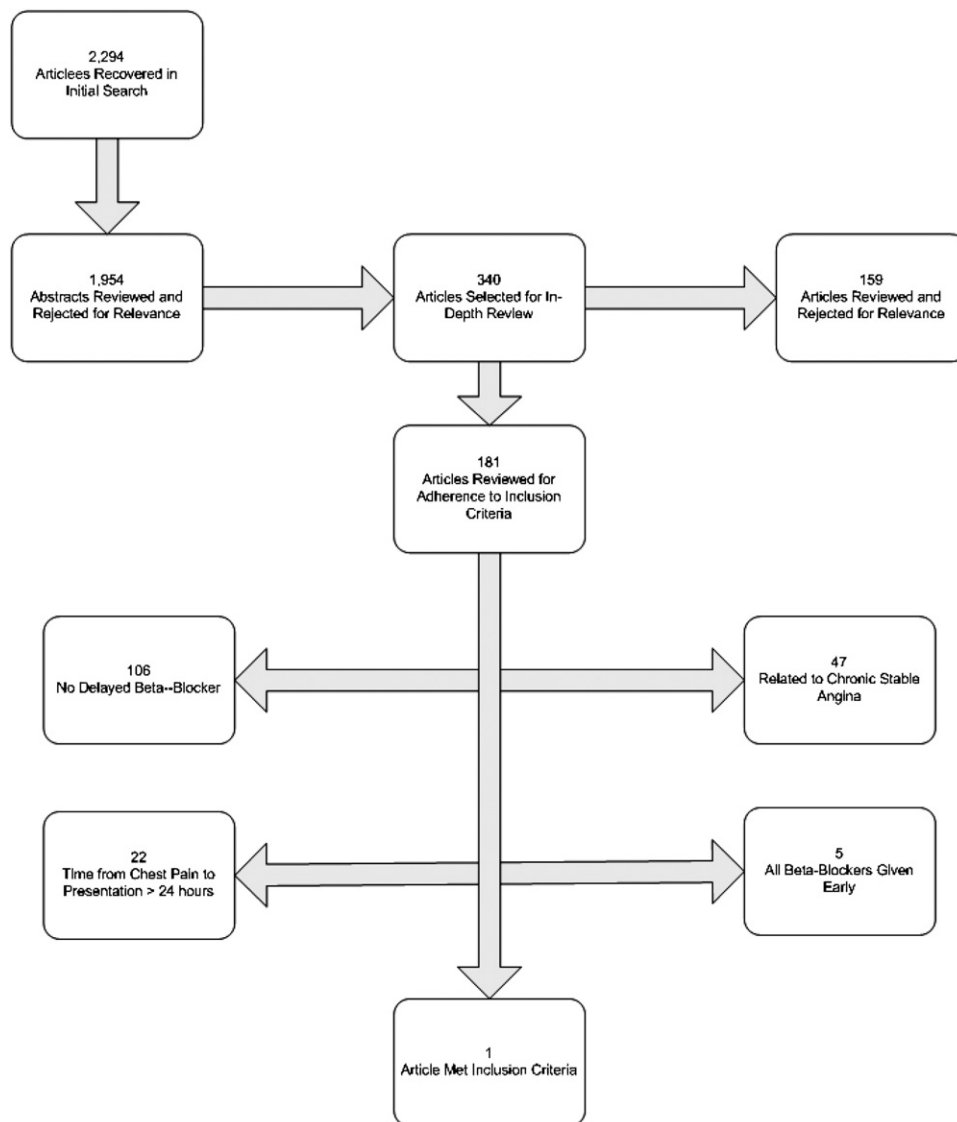 2,294
Articlees Recovered in
Initial Search
1,954
Abstracts Reviewed and
Rejected for Relevance
340
Articles Selected for In-
Depth Review
159
Articles Reviewed and
Rejected for Relevance
181
Articles Reviewed for
Adherence to Inclusion
Criteria
106
No Delayed Beta--Blocker
47
Related to Chronic Stable
Angina
22
Time from Chest Pain to
Presentation > 24 hours
5
All Beta-Blockers Given
Early
1
Article Met Inclusion Criteria